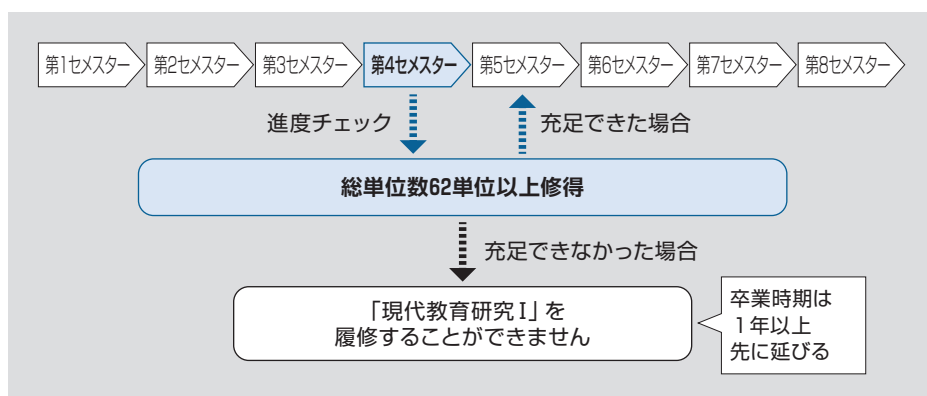 第1セメスター 第2セメスター 第3セメスター 第4セメスター 第5セメスター 第6セメスター 第7セメスター 第8セメスター
進度チェック 充足できた場合
総単位数62単位以上修得
充足できなかった場合
「現代教育研究Ⅰ」を
履修することができません
卒業時期は
１年以上
先に延びる